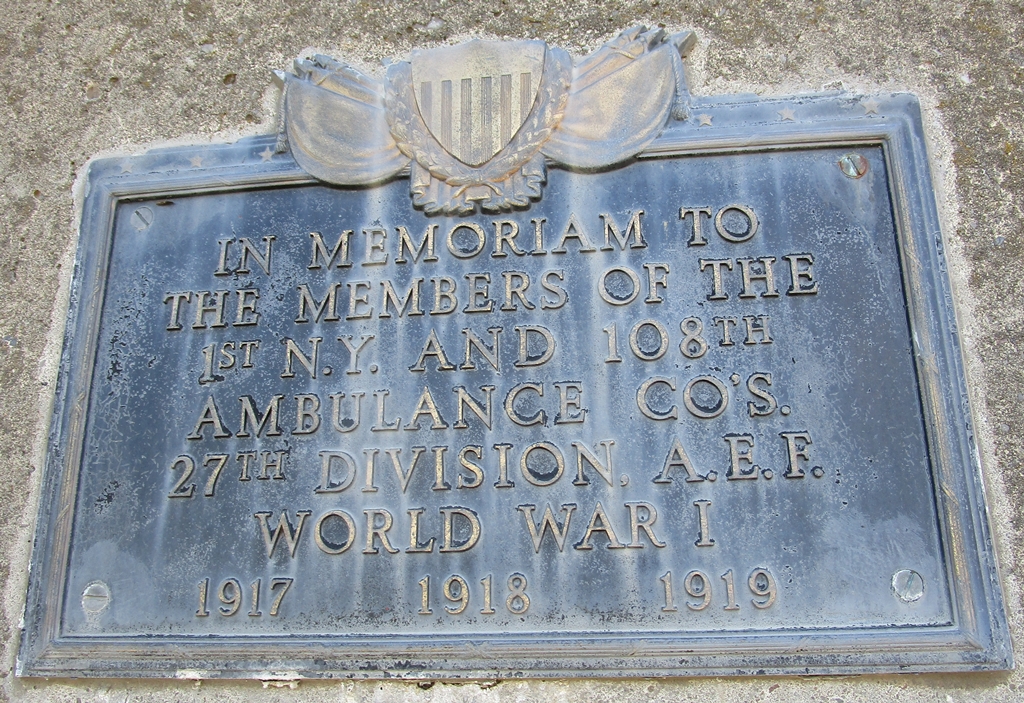 IN MEMORIAM TO
THE MEMBERS OF THE
1ST N.Y. AND 108TH
AMBULANCE CO'S.
27TH DIVISION, A.E.F.
WORLD WAR I
1917 1918 1919